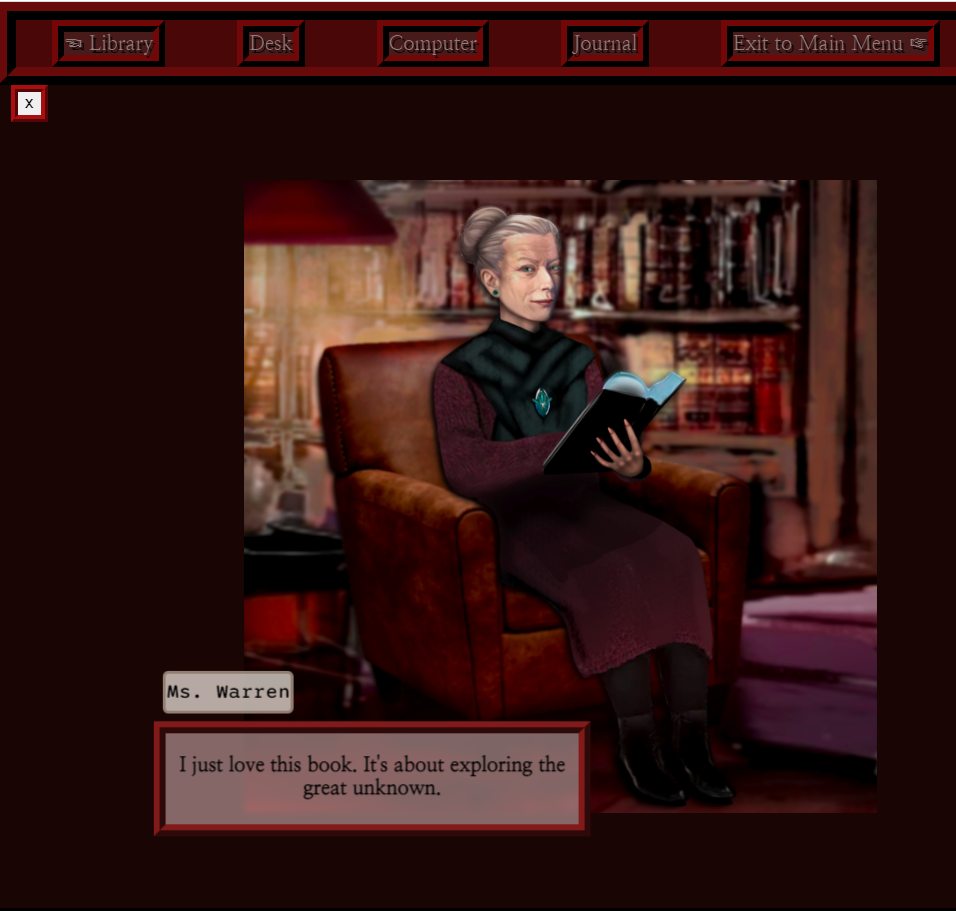 ☜ Library
Desk
Computer
Journal
Exit to Main Menu ☞
x
Ms. Warren
I just love this book. It's about exploring the
great unknown.